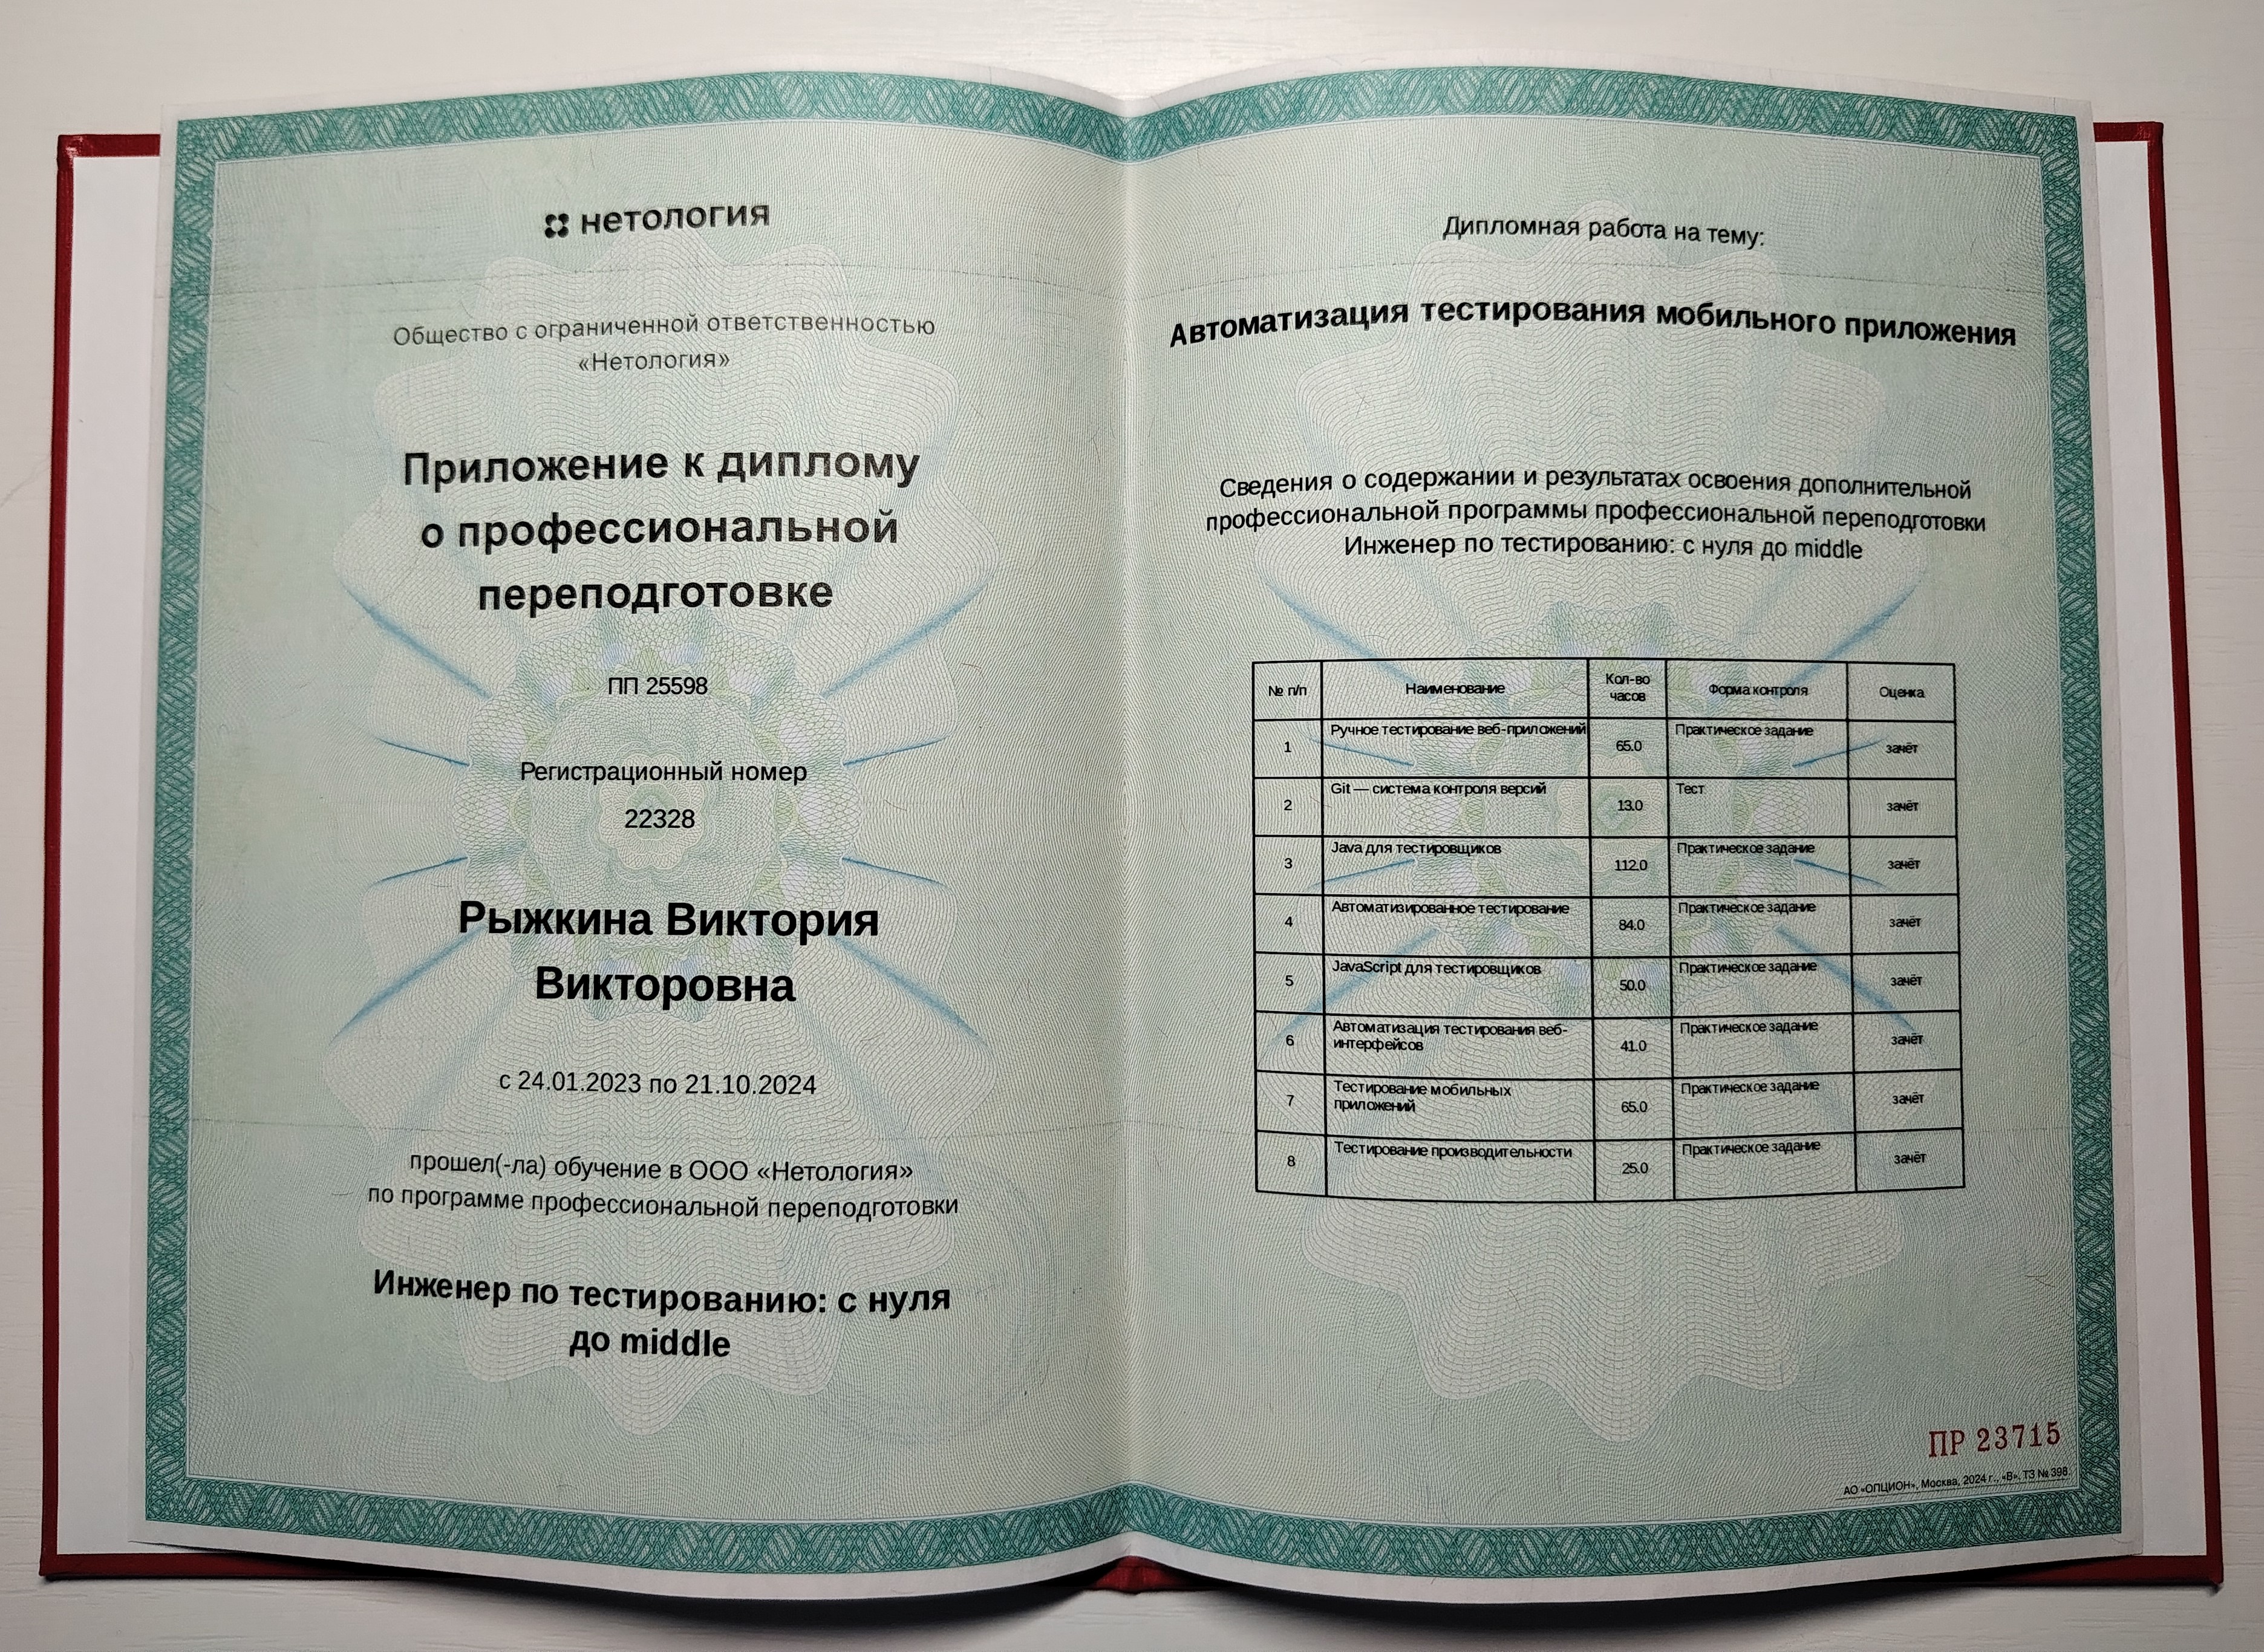 нетология
Общество с ограниченной ответственностью
«Нетология»
Приложение к диплому
о профессиональной
переподготовке
ПП 25598
Регистрационный номер
22328
Рыжкина Виктория
Викторовна
с 24.01.2023 по 21.10.2024
прошел(-ла) обучение в ООО «Нетология»
по программе профессиональной переподготовки
Инженер по тестированию: с нуля
до middle
Дипломная работа на тему:
Автоматизация тестирования мобильного приложения
Сведения о содержании и результатах освоения дополнительной
профессиональной программы профессиональной переподготовки
Инженер по тестированию: с нуля до middle
№ п/п Наименование Кол-во часов Форма контроля Оценка
1 Ручное тестирование веб-приложений 65.0 Практическое задание зачёт
2 Git — система контроля версий 13.0 Тест зачёт
3 Java для тестировщиков 112.0 Практическое задание зачёт
4 Автоматизированное тестирование 84.0 Практическое задание зачёт
5 JavaScript для тестировщиков 50.0 Практическое задание зачёт
6 Автоматизация тестирования веб-интерфейсов 41.0 Практическое задание зачёт
7 Тестирование мобильных приложений 65.0 Практическое задание зачёт
8 Тестирование производительности 25.0 Практическое задание зачёт
ПР 23715
АО «ОПЦИОН», Москва, 2024 г., «В». ТЗ № 398.